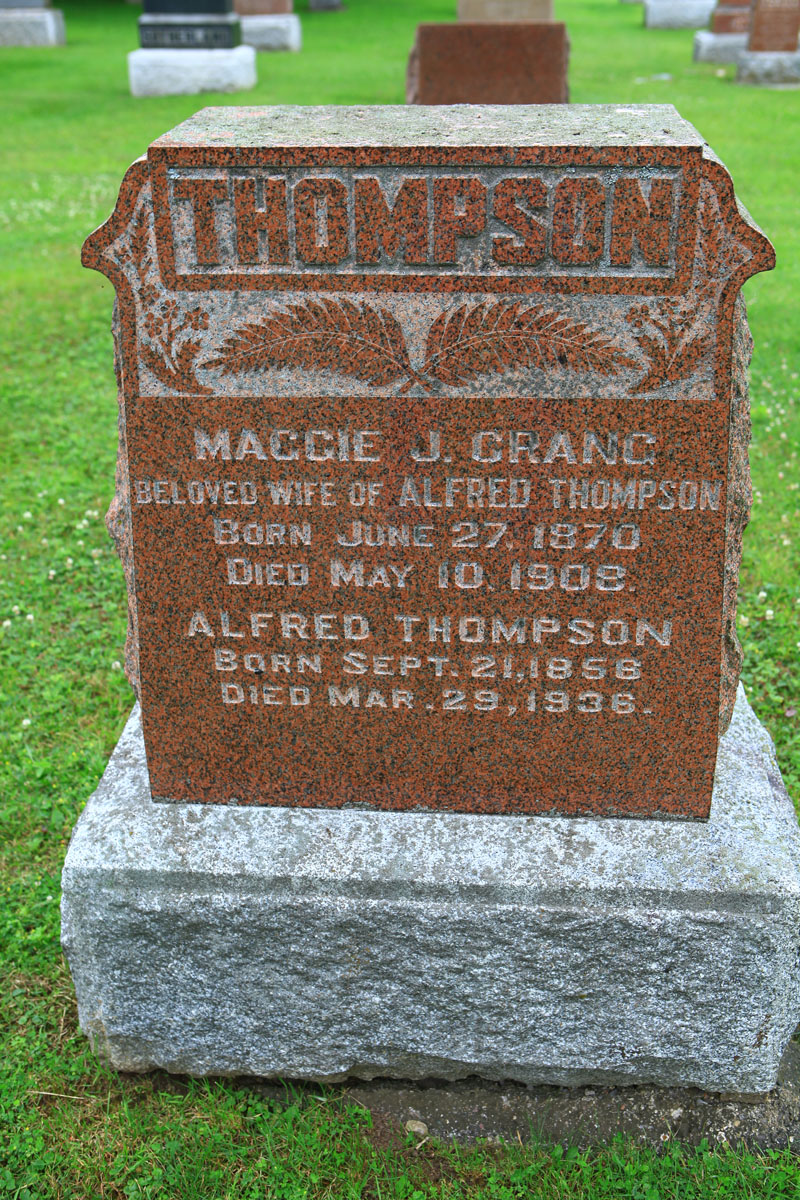 THOMPSON
MAGGIE J. GRANG
BELOVED WIFE OF ALFRED THOMPSON
BORN JUNE 27, 1870
DIED MAY 10, 1908.
ALFRED THOMPSON
BORN SEPT. 21, 1856
DIED MAR. 29, 1936.